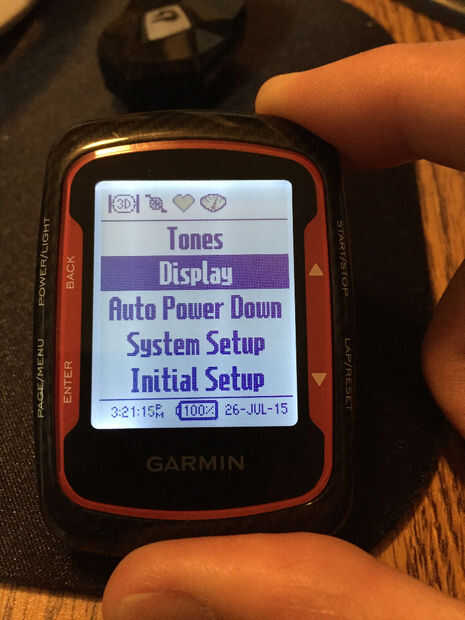 3D
Tones
Display
Auto Power Down
System Setup
Initial Setup
3:21:15PM 100% 26-JUL-15
GARMIN
POWER/LIGHT
BACK
PAGE/MENU
ENTER
START/STOP
LAP/RESET